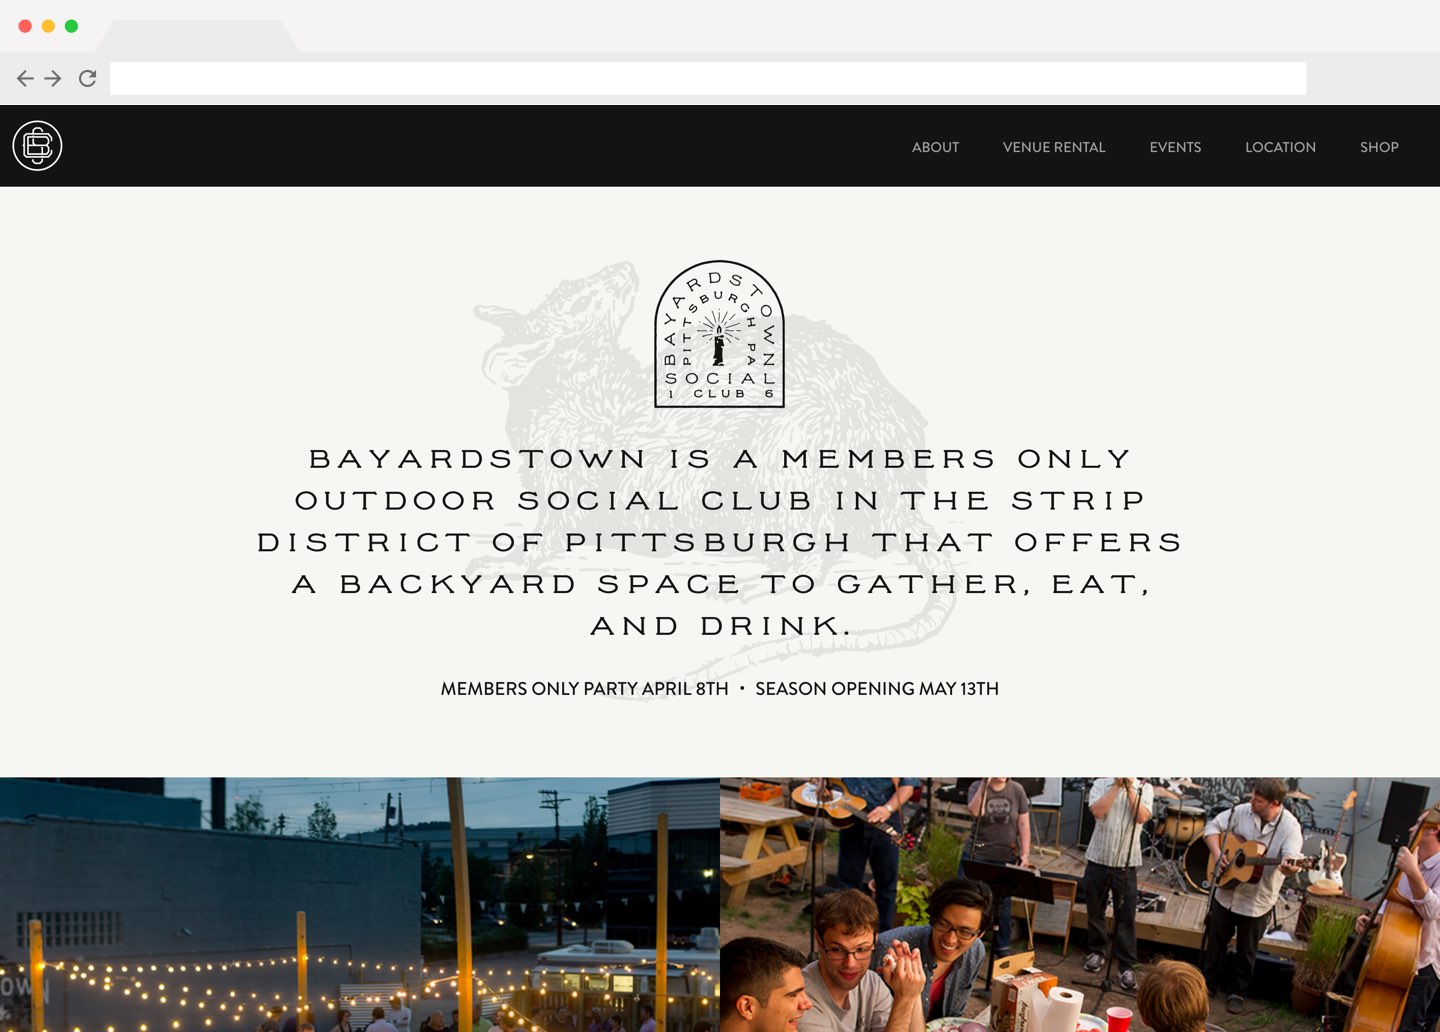 ABOUT
VENUE RENTAL
EVENTS
LOCATION
SHOP
BAYARDSTOWN
PITTSBURGH PA
SOCIAL
1 CLUB 6
BAYARDSTOWN IS A MEMBERS ONLY
OUTDOOR SOCIAL CLUB IN THE STRIP
DISTRICT OF PITTSBURGH THAT OFFERS
A BACKYARD SPACE TO GATHER, EAT,
AND DRINK.
MEMBERS ONLY PARTY APRIL 8TH • SEASON OPENING MAY 13TH